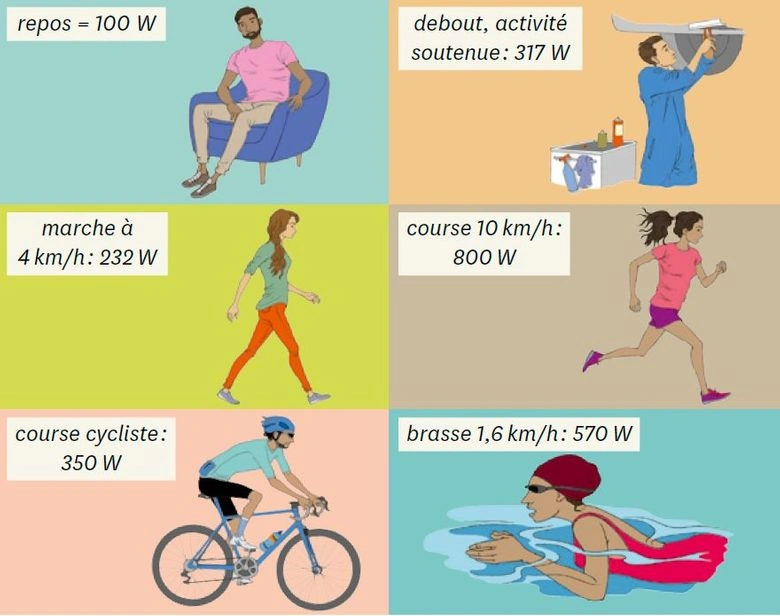 repos = 100 W
debout, activité
soutenue : 317 W
marche à
4 km/h : 232 W
course 10 km/h :
800 W
course cycliste :
350 W
brasse 1,6 km/h : 570 W